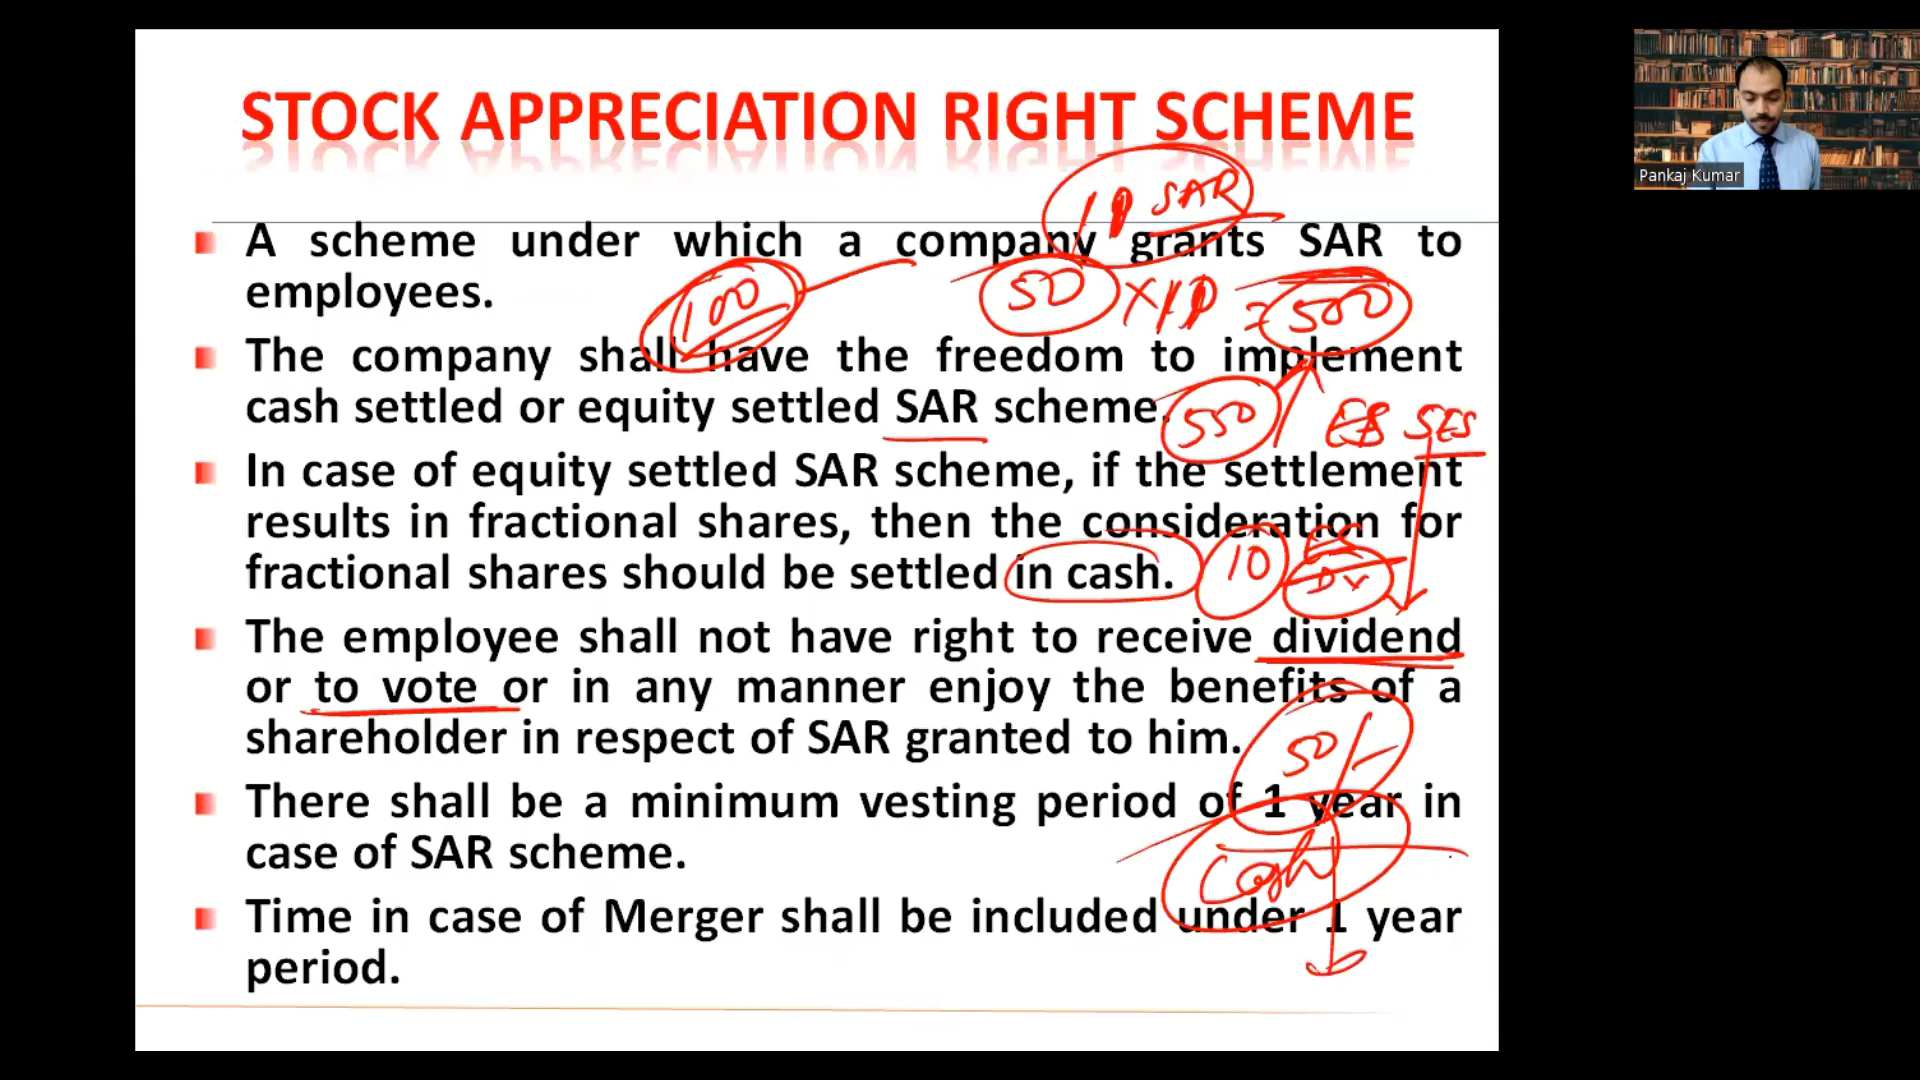 STOCK APPRECIATION RIGHT SCHEME
Pankaj Kumar
10 SAR
A scheme under which a company grants SAR to
employees.
100
50 X 10 = 500
The company shall have the freedom to implement
cash settled or equity settled SAR scheme.
550
SES
In case of equity settled SAR scheme, if the settlement
results in fractional shares, then the consideration for
fractional shares should be settled in cash.
10
The employee shall not have right to receive dividend
or to vote or in any manner enjoy the benefits of a
shareholder in respect of SAR granted to him.
50/-
There shall be a minimum vesting period of 1 year in
case of SAR scheme.
Cash
Time in case of Merger shall be included under 1 year
period.